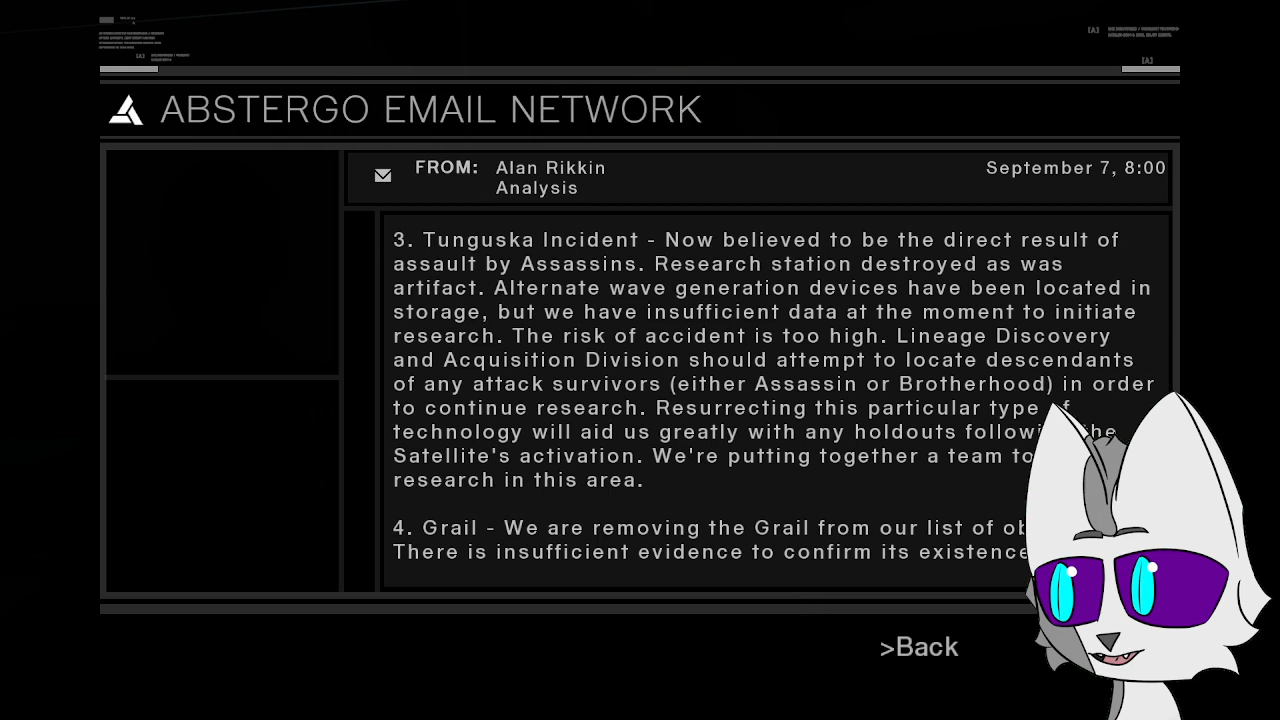 ABSTERGO EMAIL NETWORK
FROM: Alan Rikkin September 7, 8:00
Analysis
3. Tunguska Incident - Now believed to be the direct result of
assault by Assassins. Research station destroyed as was
artifact. Alternate wave generation devices have been located in
storage, but we have insufficient data at the moment to initiate
research. The risk of accident is too high. Lineage Discovery
and Acquisition Division should attempt to locate descendants
of any attack survivors (either Assassin or Brotherhood) in order
to continue research. Resurrecting this particular type
technology will aid us greatly with any holdouts
Satellite's activation. We're putting together a team to
research in this area.
4. Grail - We are removing the Grail from our list of
There is insufficient evidence to confirm its existence
>Back